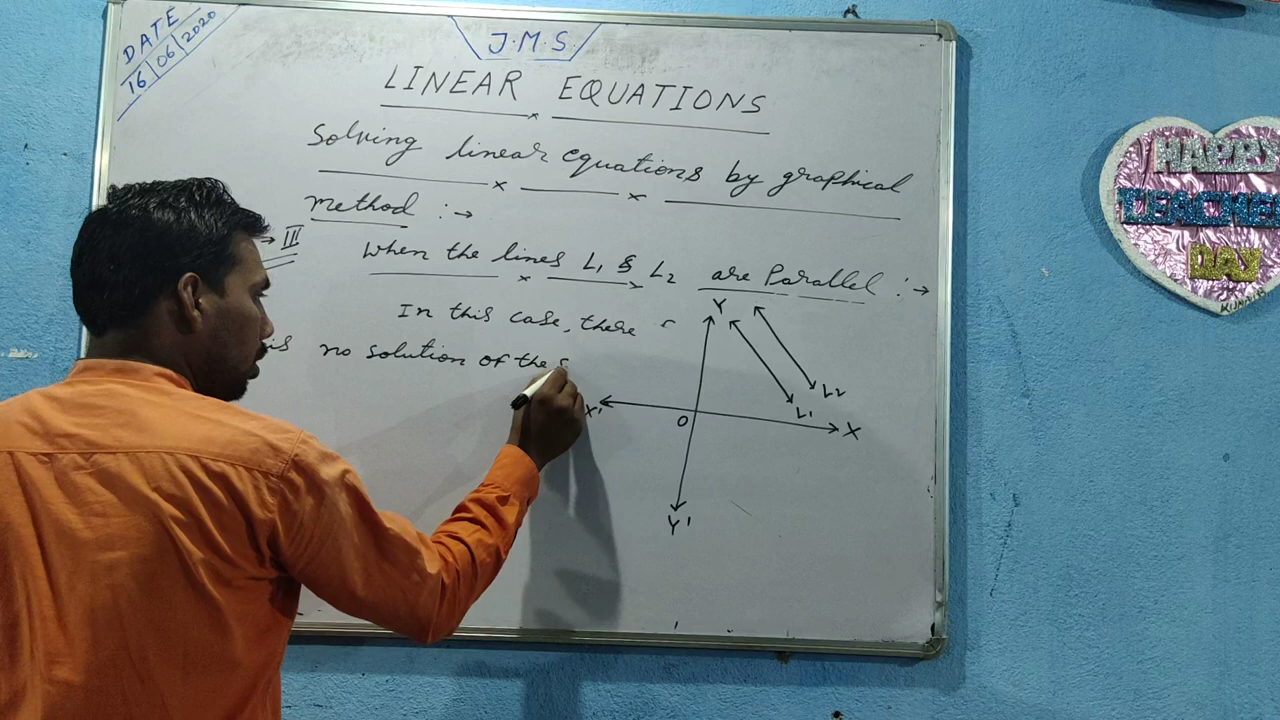 DATE
16/06/2020
J.M.S.
LINEAR EQUATIONS
Solving linear equations by graphical
method :→
→ III
When the lines L₁ & L₂ are Parallel :→
In this case, there
is no solution of the
Y
L2
L1
X'
O
X
Y'
HAPPY
TEACHER
DAY